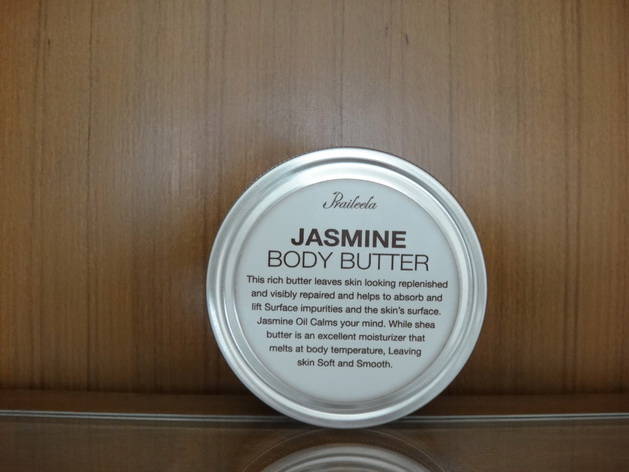 Praileela
JASMINE
BODY BUTTER
This rich butter leaves skin looking replenished
and visibly repaired and helps to absorb and
lift Surface impurities and the skin's surface.
Jasmine Oil Calms your mind. While shea
butter is an excellent moisturizer that
melts at body temperature, Leaving
skin Soft and Smooth.